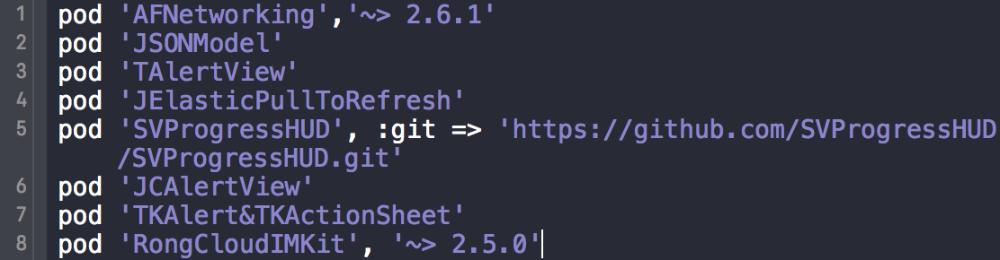 1 pod 'AFNetworking','~> 2.6.1'
2 pod 'JSONModel'
3 pod 'TAlertView'
4 pod 'JElasticPullToRefresh'
5 pod 'SVProgressHUD', :git => 'https://github.com/SVProgressHUD
/SVProgressHUD.git'
6 pod 'JCAlertView'
7 pod 'TKAlert&TKActionSheet'
8 pod 'RongCloudIMKit', '~> 2.5.0'